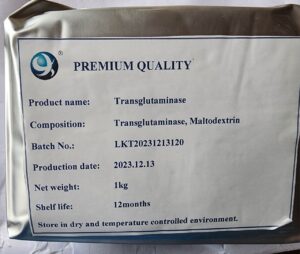 ®
PREMIUM QUALITY
Product name: Transglutaminase
Composition: Transglutaminase, Maltodextrin
Batch No.: LKT20231213120
Production date: 2023.12.13
Net weight: 1kg
Shelf life: 12months
Store in dry and temperature controlled environment.